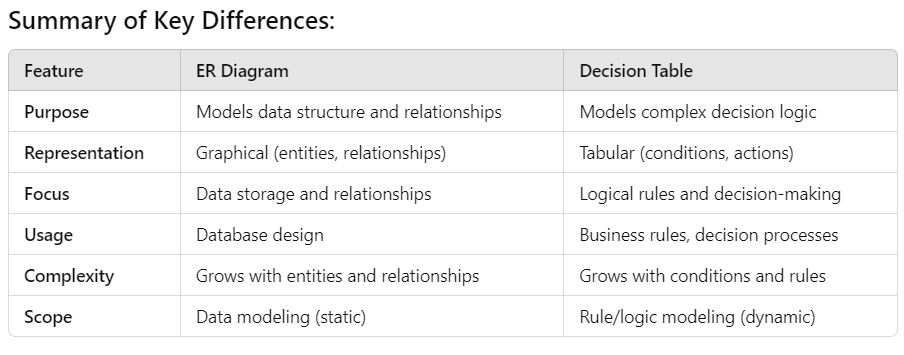 Summary of Key Differences:
Feature ER Diagram Decision Table
Purpose Models data structure and relationships Models complex decision logic
Representation Graphical (entities, relationships) Tabular (conditions, actions)
Focus Data storage and relationships Logical rules and decision-making
Usage Database design Business rules, decision processes
Complexity Grows with entities and relationships Grows with conditions and rules
Scope Data modeling (static) Rule/logic modeling (dynamic)